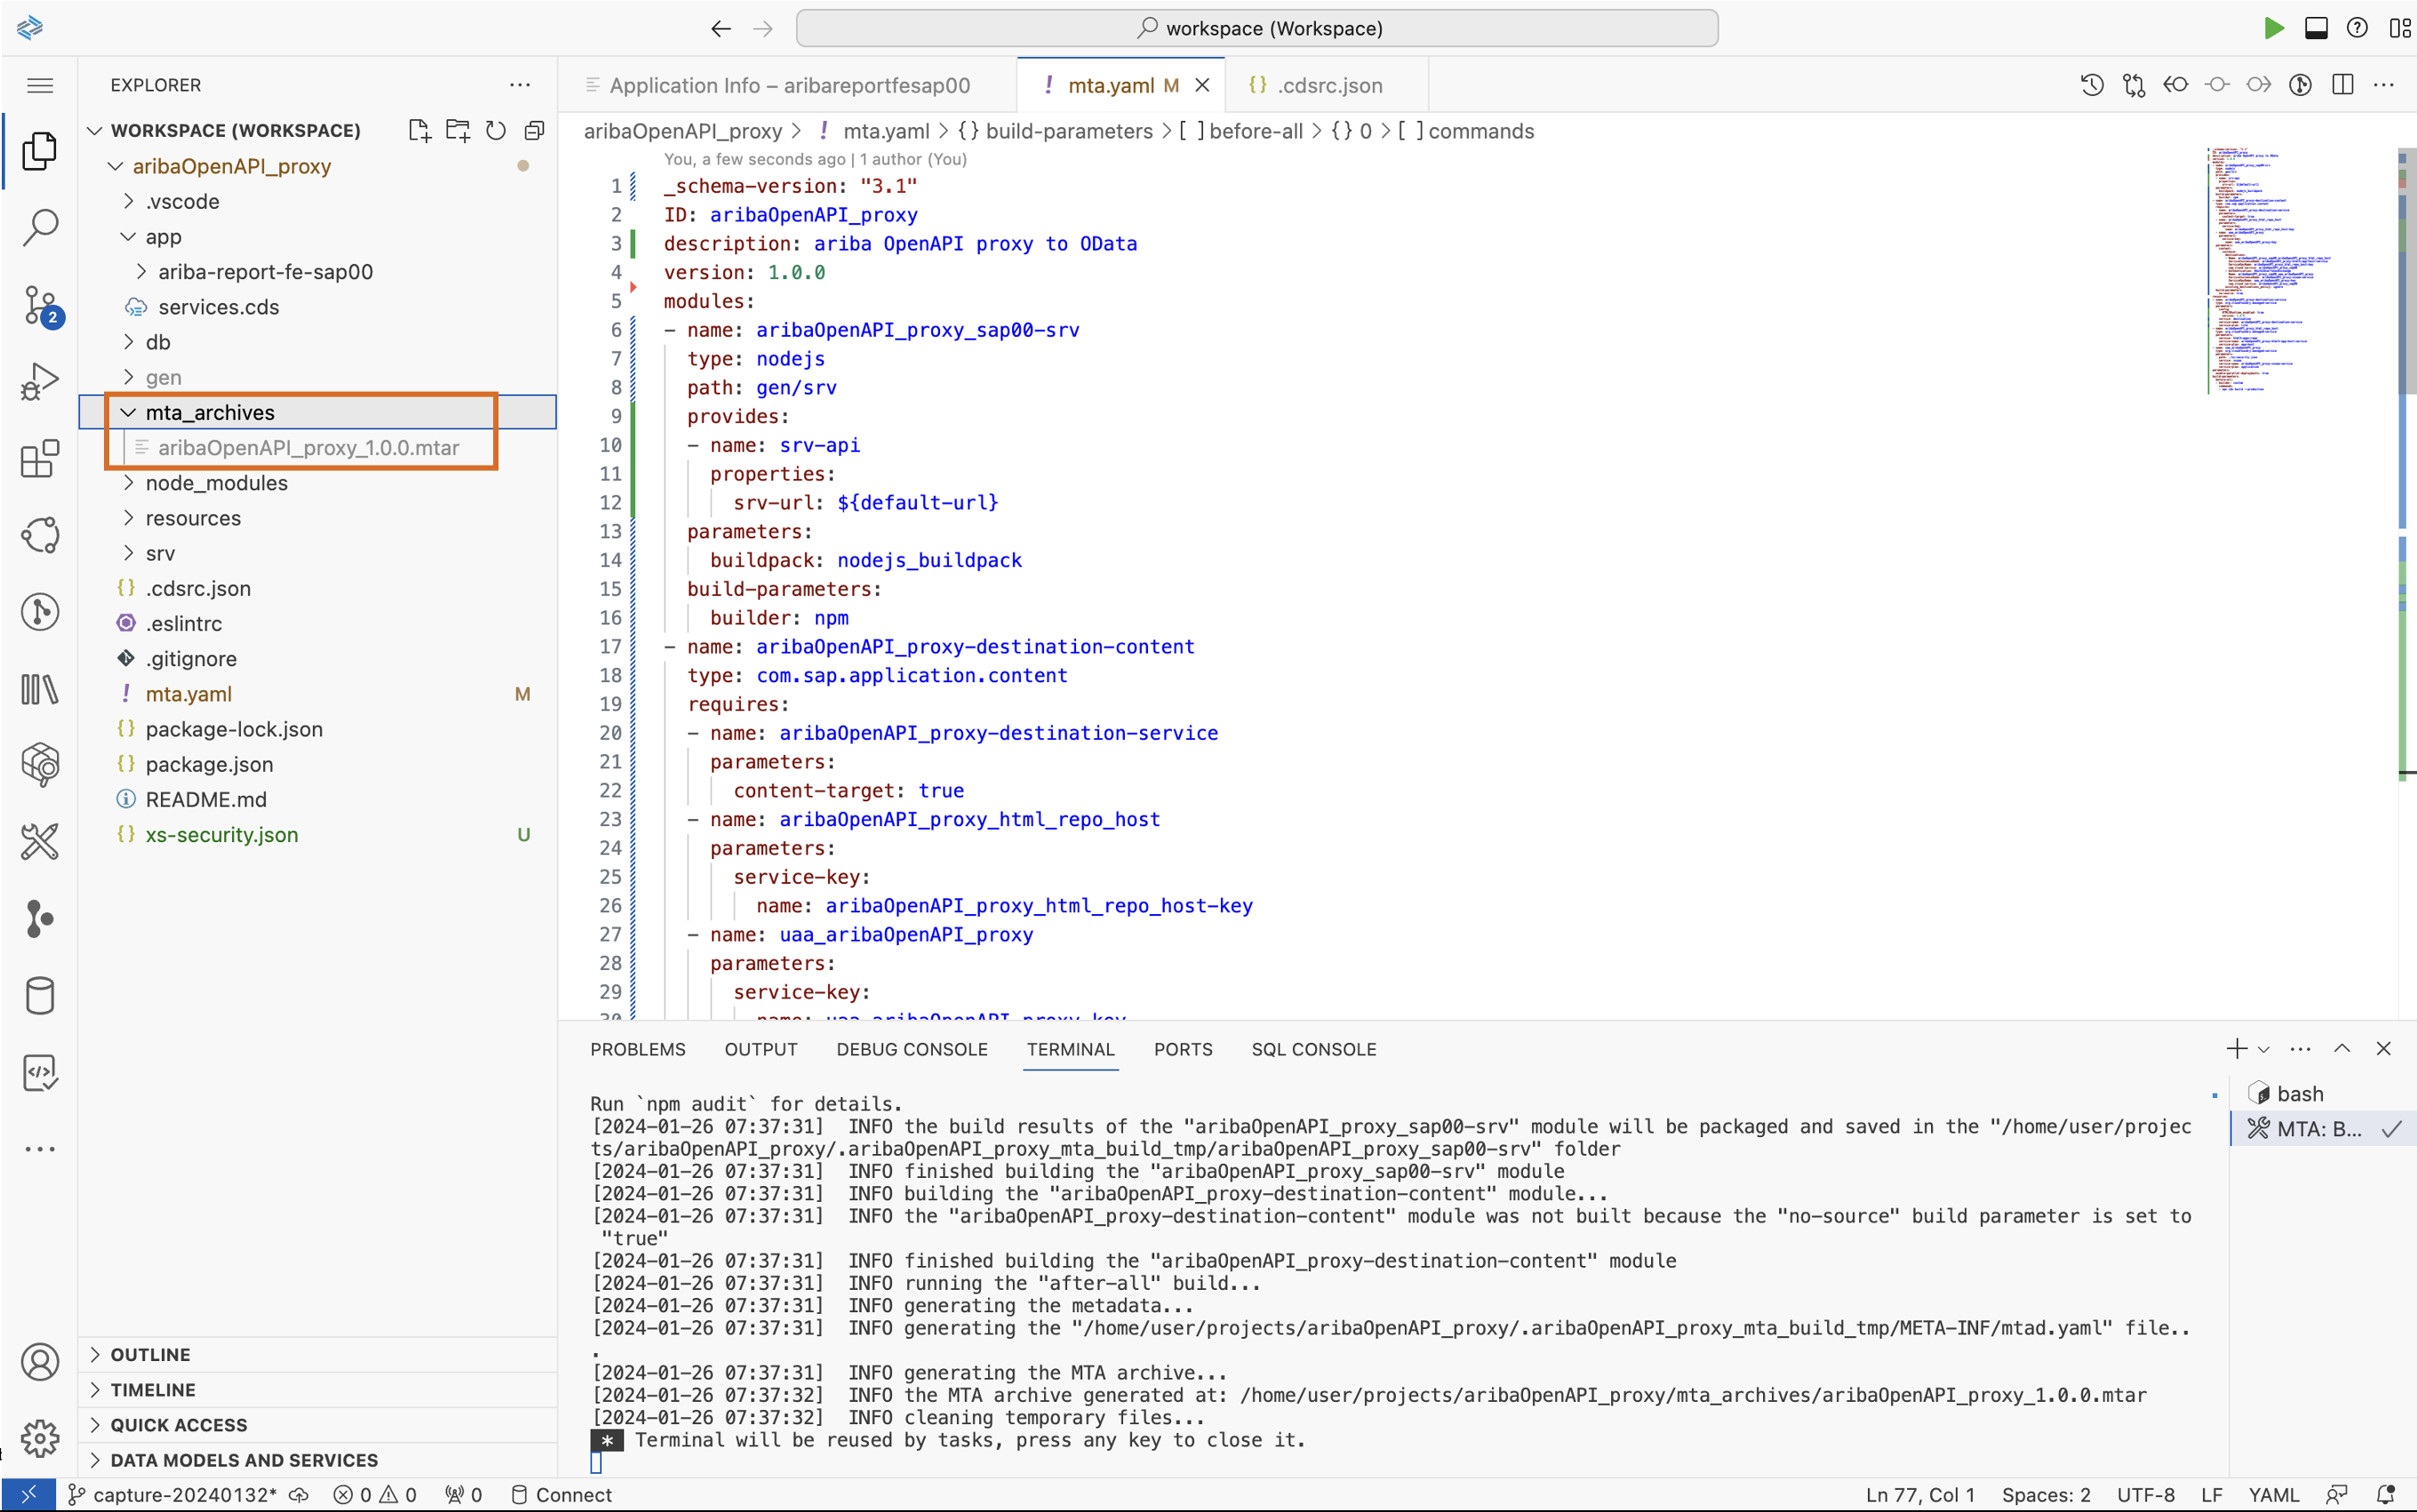 workspace (Workspace)
EXPLORER
WORKSPACE (WORKSPACE)
aribaOpenAPI_proxy
.vscode
app
ariba-report-fe-sap00
services.cds
db
gen
mta_archives
aribaOpenAPI_proxy_1.0.0.mtar
node_modules
resources
srv
.cdsrc.json
.eslintrc
.gitignore
mta.yaml M
package-lock.json
package.json
README.md
xs-security.json U
2
OUTLINE
TIMELINE
QUICK ACCESS
DATA MODELS AND SERVICES
Application Info – aribareportfesap00
! mta.yaml M
{} .cdsrc.json
aribaOpenAPI_proxy > ! mta.yaml > {} build-parameters > [ ] before-all > {} 0 > [ ] commands
You, a few seconds ago | 1 author (You)
1 _schema-version: "3.1"
2 ID: aribaOpenAPI_proxy
3 description: ariba OpenAPI proxy to OData
4 version: 1.0.0
5 modules:
6 - name: aribaOpenAPI_proxy_sap00-srv
7 type: nodejs
8 path: gen/srv
9 provides:
10 - name: srv-api
11 properties:
12 srv-url: ${default-url}
13 parameters:
14 buildpack: nodejs_buildpack
15 build-parameters:
16 builder: npm
17 - name: aribaOpenAPI_proxy-destination-content
18 type: com.sap.application.content
19 requires:
20 - name: aribaOpenAPI_proxy-destination-service
21 parameters:
22 content-target: true
23 - name: aribaOpenAPI_proxy_html_repo_host
24 parameters:
25 service-key:
26 name: aribaOpenAPI_proxy_html_repo_host-key
27 - name: uaa_aribaOpenAPI_proxy
28 parameters:
29 service-key:
30 name: uaa_aribaOpenAPI_proxy-key
PROBLEMS OUTPUT DEBUG CONSOLE TERMINAL PORTS SQL CONSOLE
Run `npm audit` for details.
[2024-01-26 07:37:31]  INFO the build results of the "aribaOpenAPI_proxy_sap00-srv" module will be packaged and saved in the "/home/user/projec
ts/aribaOpenAPI_proxy/.aribaOpenAPI_proxy_mta_build_tmp/aribaOpenAPI_proxy_sap00-srv" folder
[2024-01-26 07:37:31]  INFO finished building the "aribaOpenAPI_proxy_sap00-srv" module
[2024-01-26 07:37:31]  INFO building the "aribaOpenAPI_proxy-destination-content" module...
[2024-01-26 07:37:31]  INFO the "aribaOpenAPI_proxy-destination-content" module was not built because the "no-source" build parameter is set to
"true"
[2024-01-26 07:37:31]  INFO finished building the "aribaOpenAPI_proxy-destination-content" module
[2024-01-26 07:37:31]  INFO running the "after-all" build...
[2024-01-26 07:37:31]  INFO generating the metadata...
[2024-01-26 07:37:31]  INFO generating the "/home/user/projects/aribaOpenAPI_proxy/.aribaOpenAPI_proxy_mta_build_tmp/META-INF/mtad.yaml" file..
.
[2024-01-26 07:37:31]  INFO generating the MTA archive...
[2024-01-26 07:37:32]  INFO the MTA archive generated at: /home/user/projects/aribaOpenAPI_proxy/mta_archives/aribaOpenAPI_proxy_1.0.0.mtar
[2024-01-26 07:37:32]  INFO cleaning temporary files...
* Terminal will be reused by tasks, press any key to close it.
bash
MTA: B...
capture-20240132* 0 0 0 Connect
Ln 77, Col 1 Spaces: 2 UTF-8 LF YAML